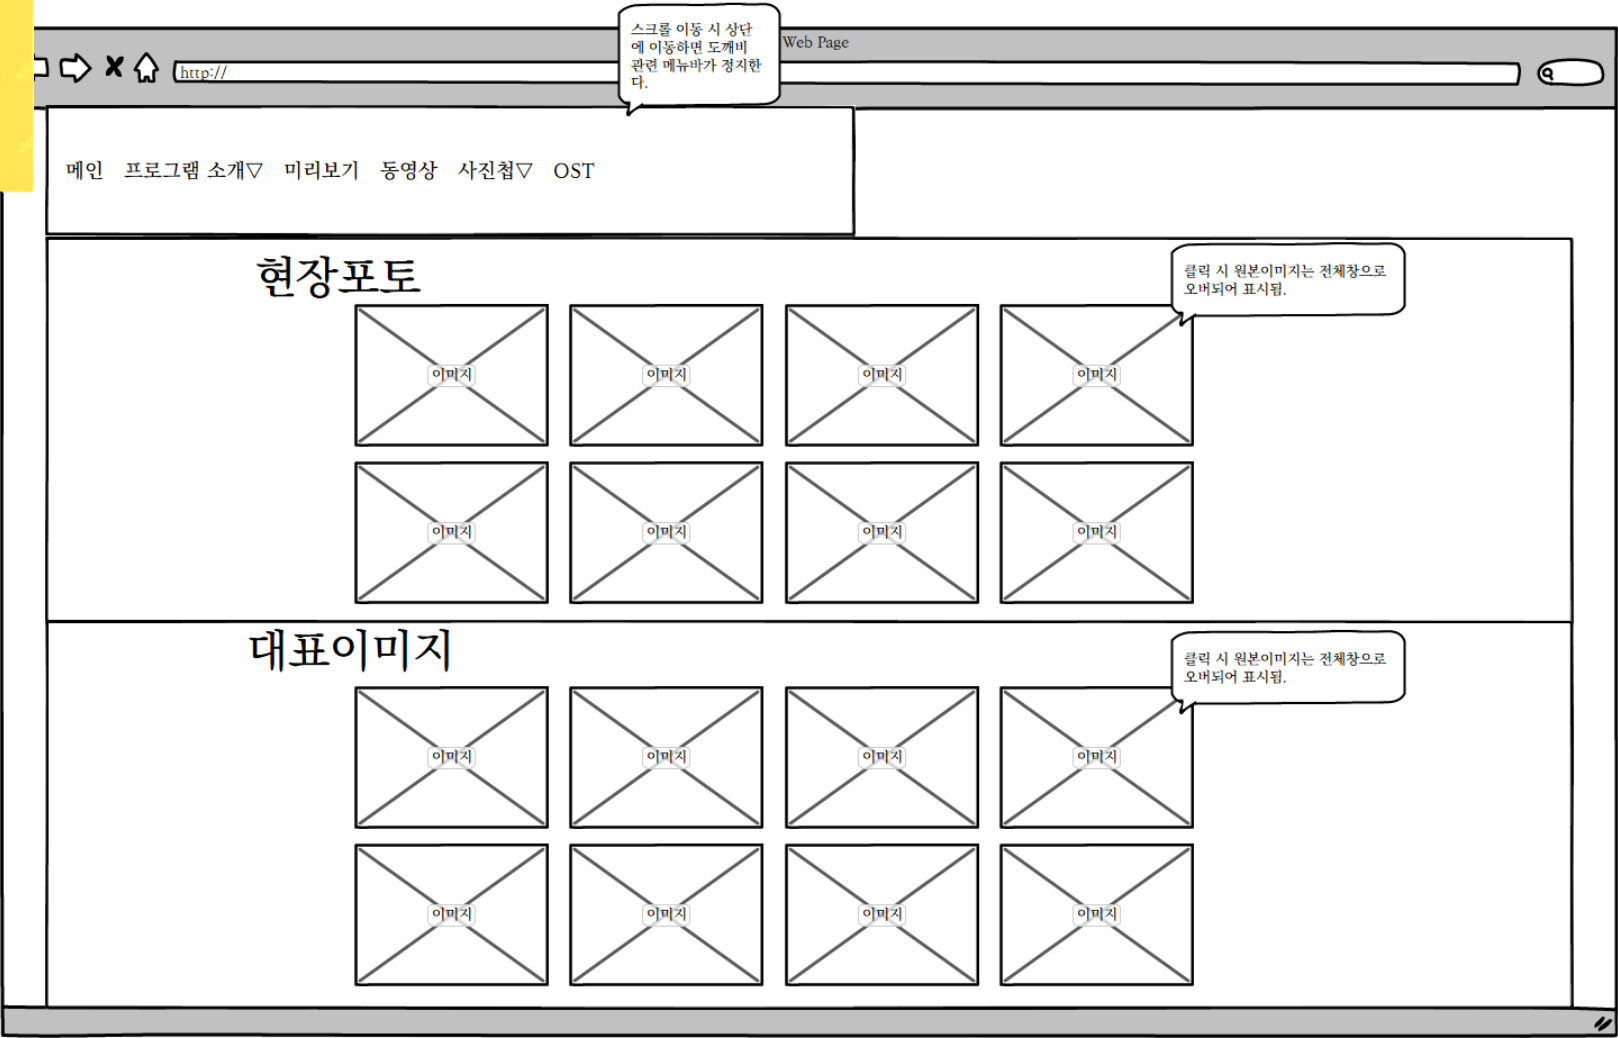 스크롤 이동 시 상단
에 이동하면 도깨비
관련 메뉴바가 정지한
다.
Web Page
http://
메인 프로그램 소개▽ 미리보기 동영상 사진첩▽ OST
현장포토
클릭 시 원본이미지는 전체창으로
오버되어 표시됨.
이미지 이미지 이미지 이미지
이미지 이미지 이미지 이미지
대표이미지
클릭 시 원본이미지는 전체창으로
오버되어 표시됨.
이미지 이미지 이미지 이미지
이미지 이미지 이미지 이미지